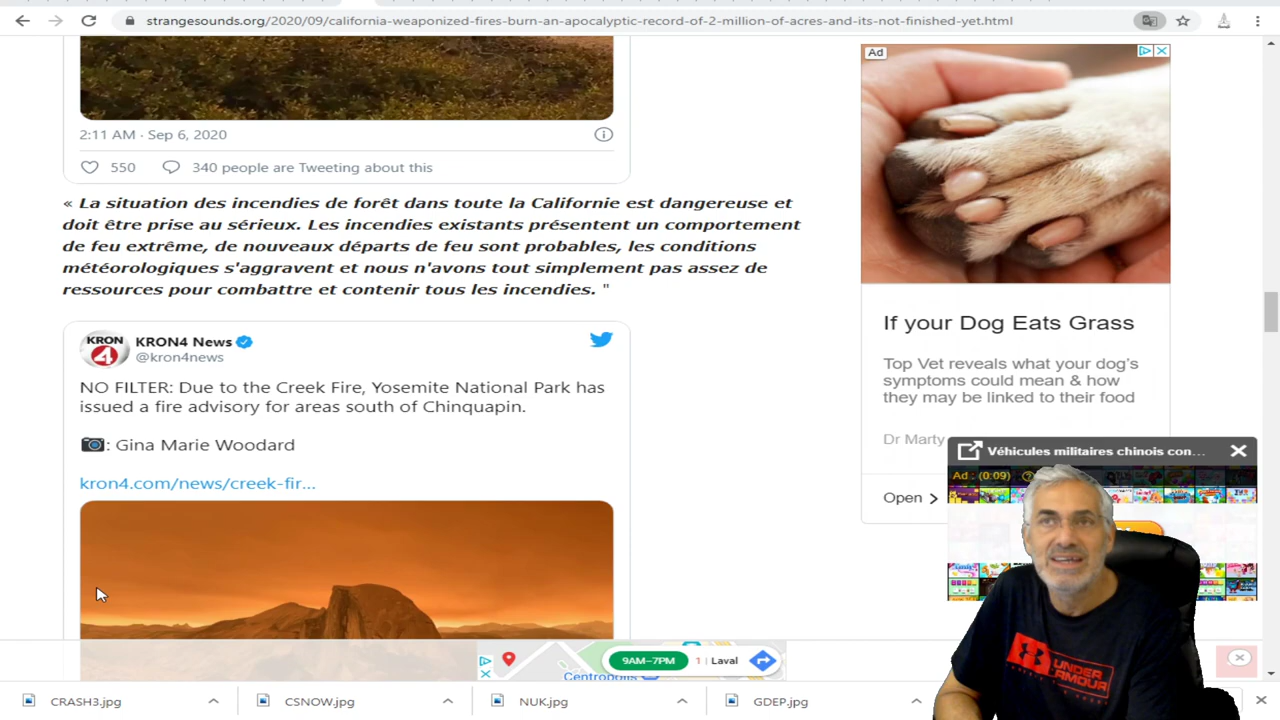 strangesounds.org/2020/09/california-weaponized-fires-burn-an-apocalyptic-record-of-2-million-of-acres-and-its-not-finished-yet.html
Ad
2:11 AM · Sep 6, 2020
550 340 people are Tweeting about this
« La situation des incendies de forêt dans toute la Californie est dangereuse et
doit être prise au sérieux. Les incendies existants présentent un comportement
de feu extrême, de nouveaux départs de feu sont probables, les conditions
météorologiques s'aggravent et nous n'avons tout simplement pas assez de
ressources pour combattre et contenir tous les incendies. "
KRON
4
KRON4 News
@kron4news
NO FILTER: Due to the Creek Fire, Yosemite National Park has
issued a fire advisory for areas south of Chinquapin.
: Gina Marie Woodard
kron4.com/news/creek-fir...
If your Dog Eats Grass
Top Vet reveals what your dog's
symptoms could mean & how
they may be linked to their food
Dr Marty
Open
Véhicules militaires chinois con...
Ad : (0:09)
UNDER
ARMOUR
9AM–7PM 1 | Laval
Centropolis
CRASH3.jpg
CSNOW.jpg
NUK.jpg
GDEP.jpg